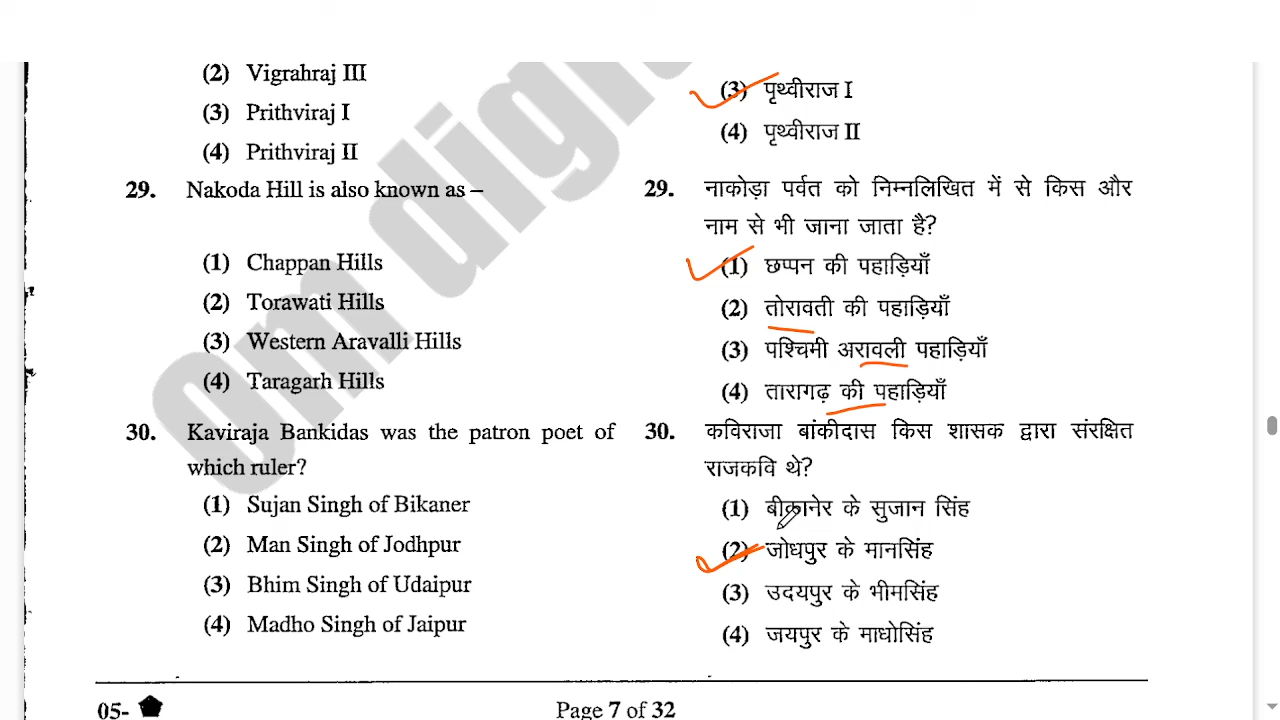 (2) Vigrahraj III
(3) Prithviraj I
(4) Prithviraj II
29. Nakoda Hill is also known as –
(1) Chappan Hills
(2) Torawati Hills
(3) Western Aravalli Hills
(4) Taragarh Hills
30. Kaviraja Bankidas was the patron poet of
which ruler?
(1) Sujan Singh of Bikaner
(2) Man Singh of Jodhpur
(3) Bhim Singh of Udaipur
(4) Madho Singh of Jaipur
(3) पृथ्वीराज I
(4) पृथ्वीराज II
29. नाकोड़ा पर्वत को निम्नलिखित में से किस और
नाम से भी जाना जाता है?
(1) छप्पन की पहाड़ियाँ
(2) तोरावती की पहाड़ियाँ
(3) पश्चिमी अरावली पहाड़ियाँ
(4) तारागढ़ की पहाड़ियाँ
30. कविराजा बांकीदास किस शासक द्वारा संरक्षित
राजकवि थे?
(1) बीकानेर के सुजान सिंह
(2) जोधपुर के मानसिंह
(3) उदयपुर के भीमसिंह
(4) जयपुर के माधोसिंह
05-
Page 7 of 32
om digit